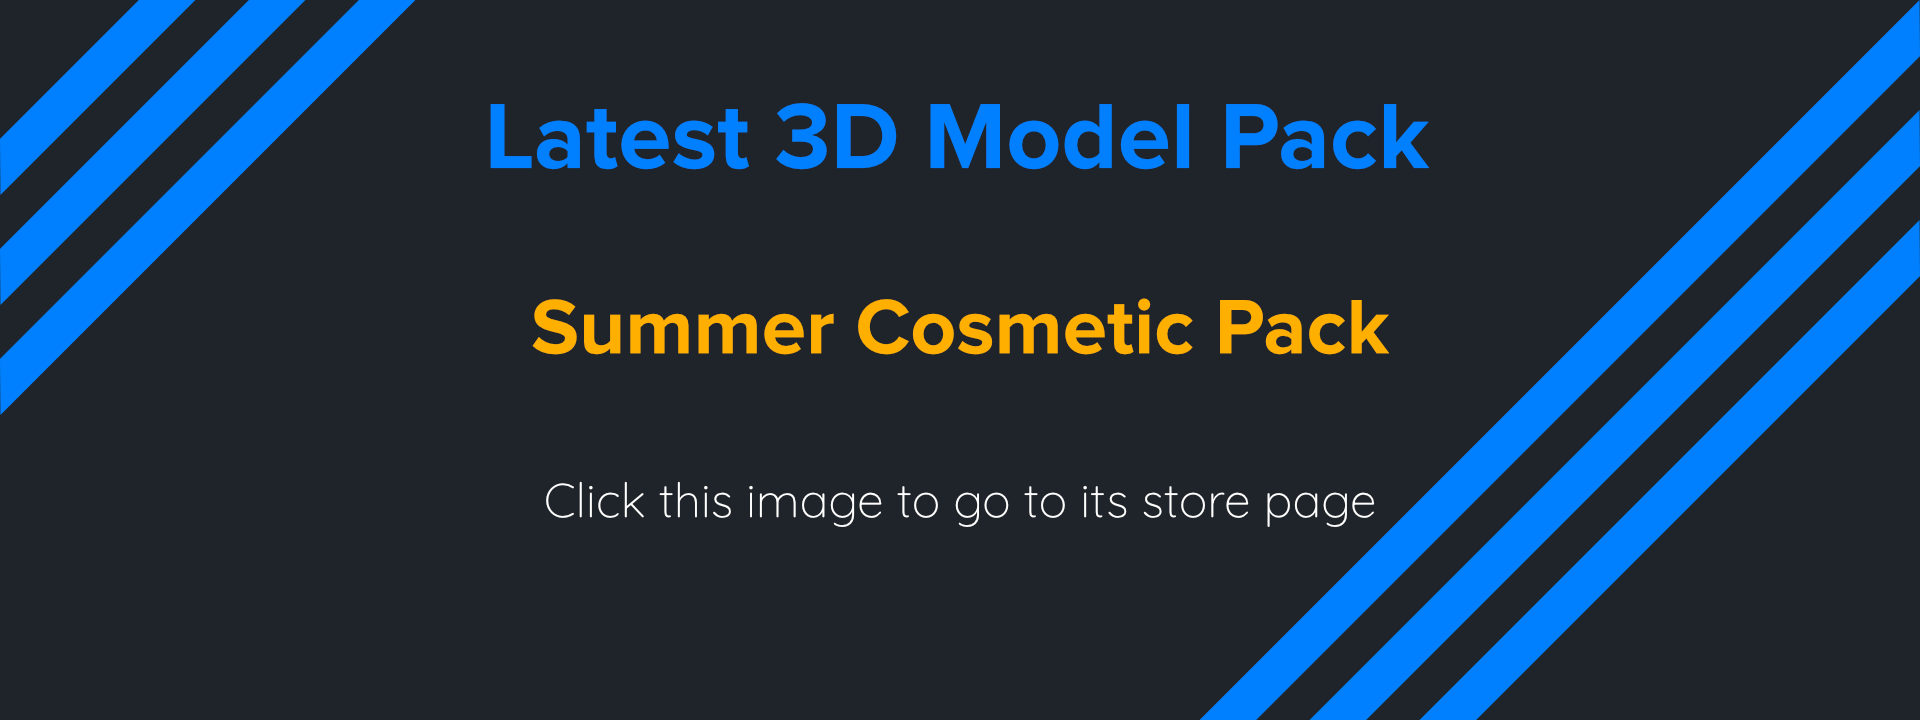 Latest 3D Model Pack
Summer Cosmetic Pack
Click this image to go to its store page